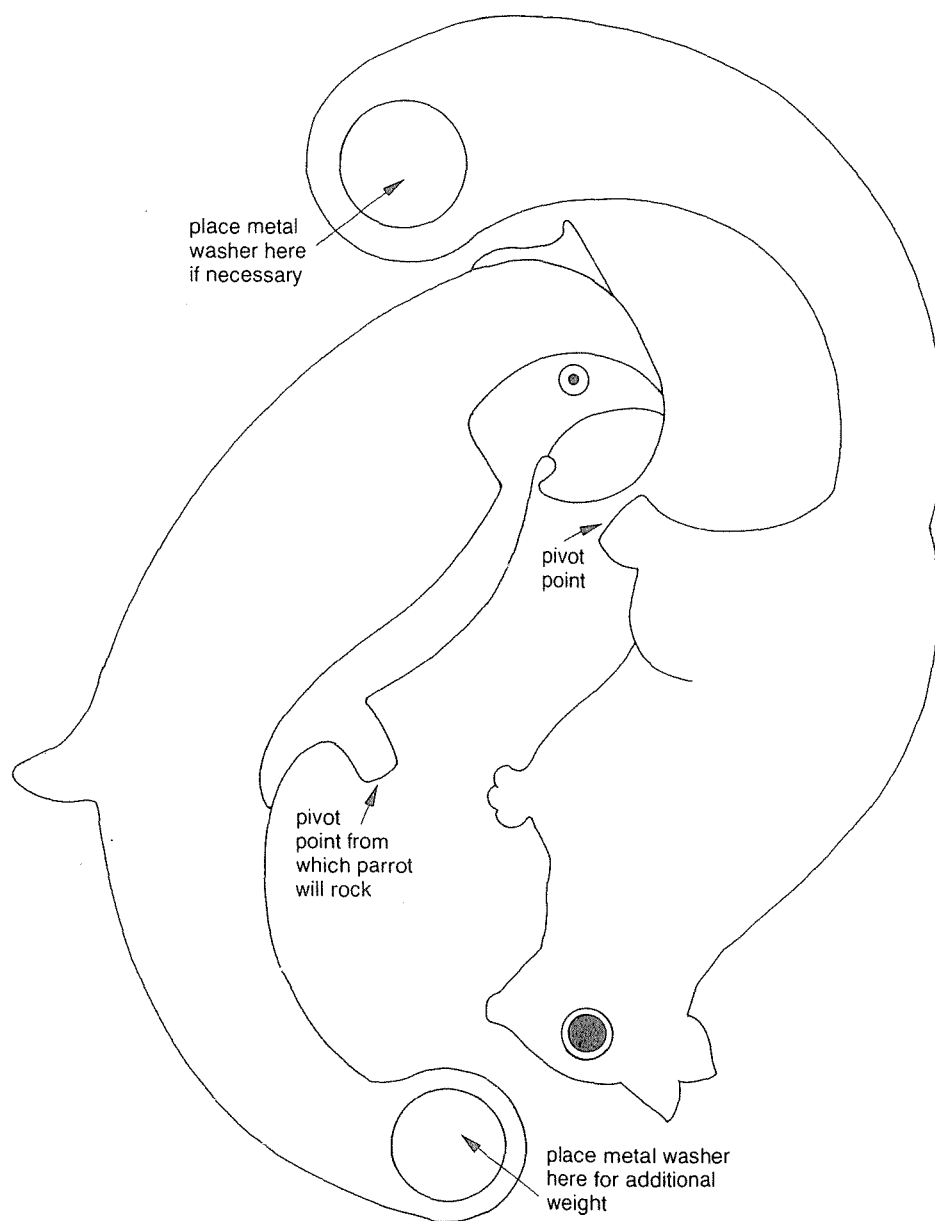 place metal
washer here
if necessary
pivot
point
pivot
point from
which parrot
will rock
place metal washer
here for additional
weight